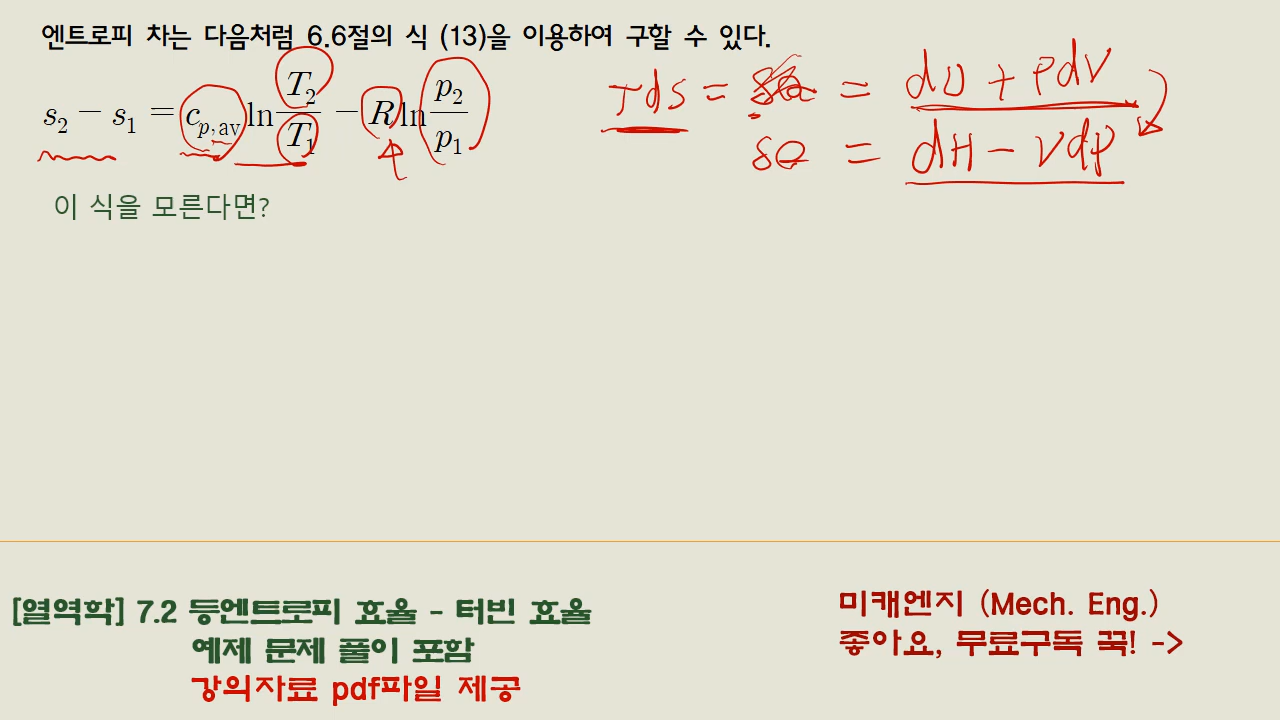 엔트로피 차는 다음처럼 6.6절의 식 (13)을 이용하여 구할 수 있다.
s₂ − s₁ = c_{p,av} ln T₂/T₁ − R ln p₂/p₁
Tds = = dU + PdV
δQ = dH − Vdp
이 식을 모른다면?
[열역학] 7.2 등엔트로피 효율 - 터빈 효율
예제 문제 풀이 포함
강의자료 pdf파일 제공
미캐엔지 (Mech. Eng.)
좋아요, 무료구독 꾹! ->